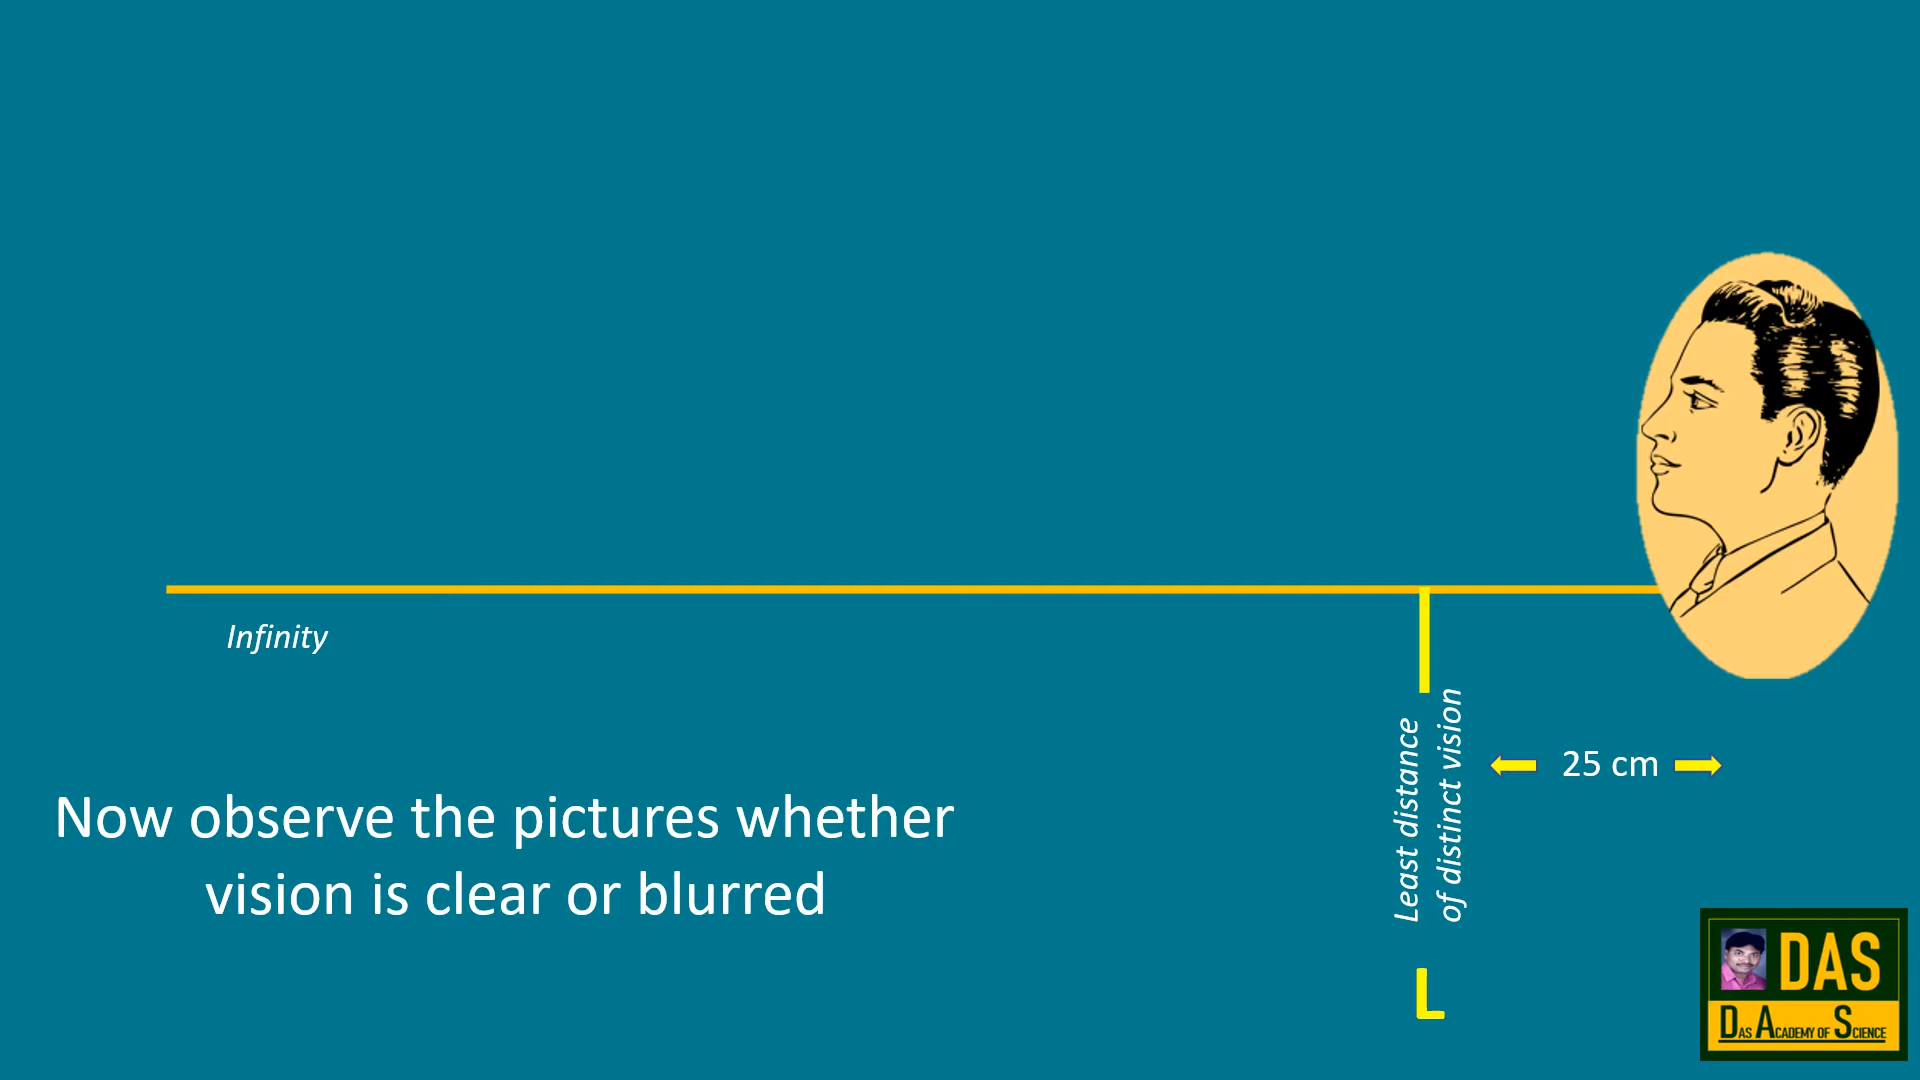 Infinity
Least distance
of distinct vision
25 cm
Now observe the pictures whether
vision is clear or blurred
L
DAS
DAS ACADEMY OF SCIENCE